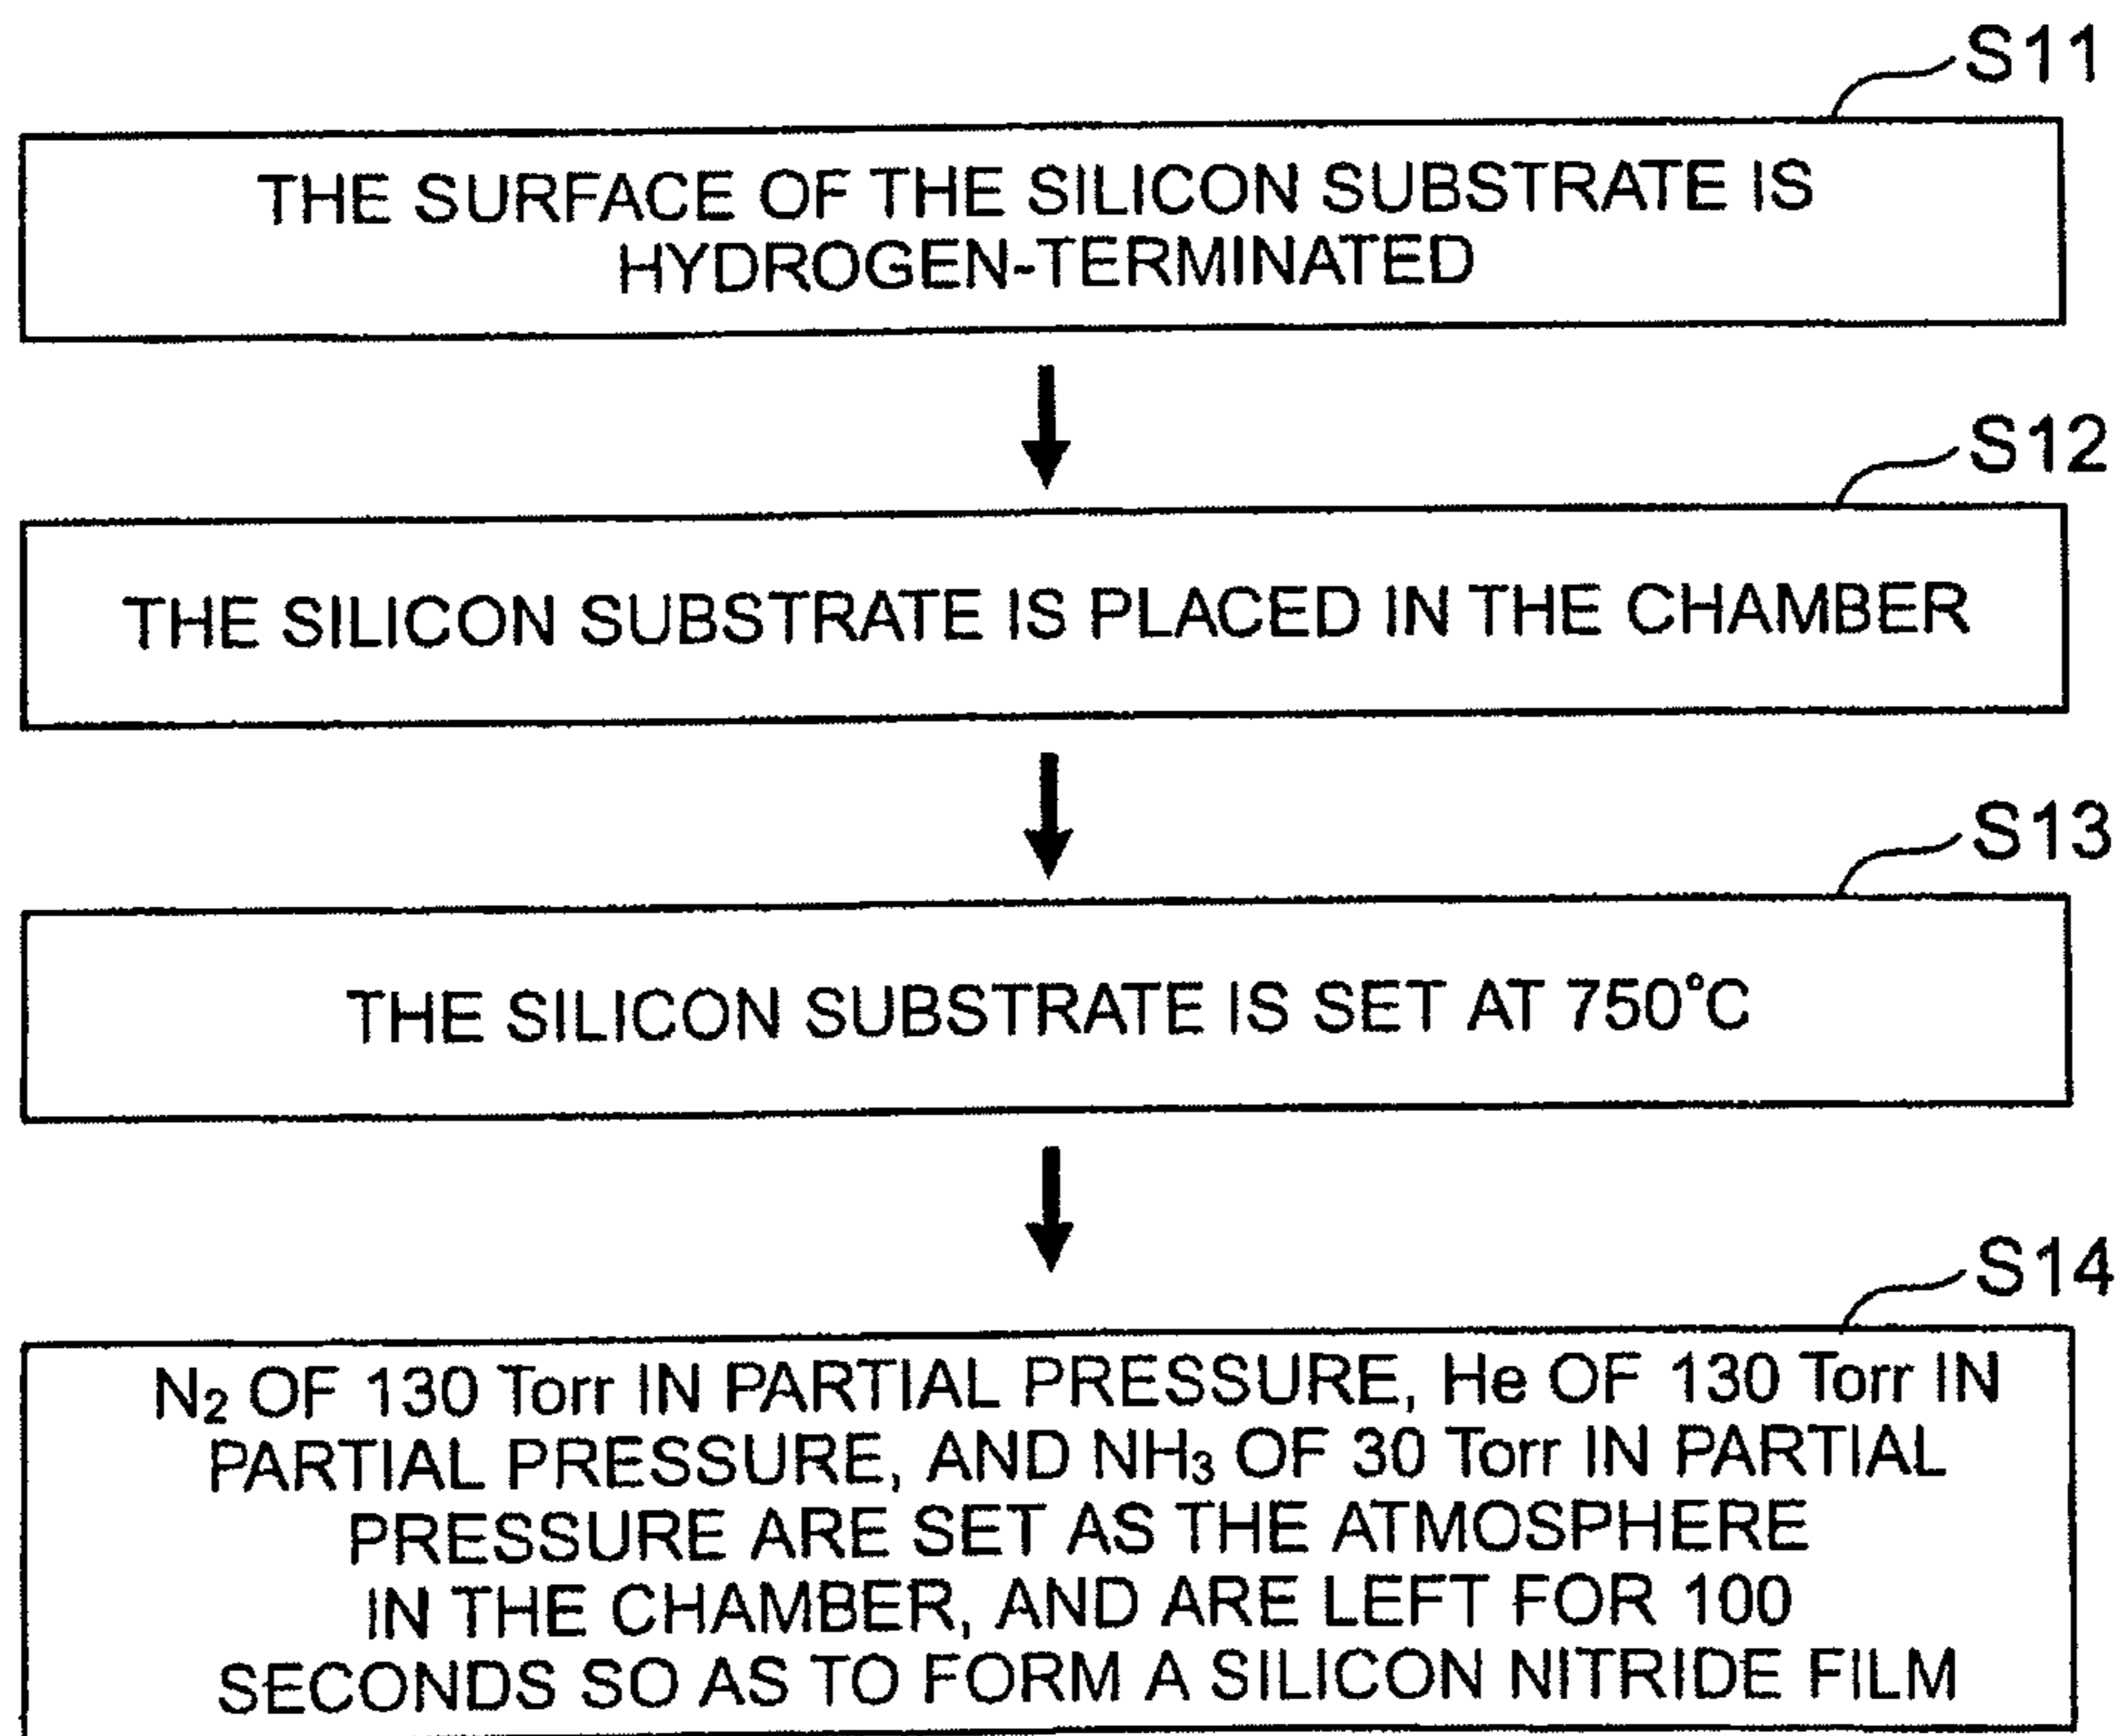 S11
THE SURFACE OF THE SILICON SUBSTRATE IS
HYDROGEN-TERMINATED
S12
THE SILICON SUBSTRATE IS PLACED IN THE CHAMBER
S13
THE SILICON SUBSTRATE IS SET AT 750°C
S14
N₂ OF 130 Torr IN PARTIAL PRESSURE, He OF 130 Torr IN
PARTIAL PRESSURE, AND NH₃ OF 30 Torr IN PARTIAL
PRESSURE ARE SET AS THE ATMOSPHERE
IN THE CHAMBER, AND ARE LEFT FOR 100
SECONDS SO AS TO FORM A SILICON NITRIDE FILM